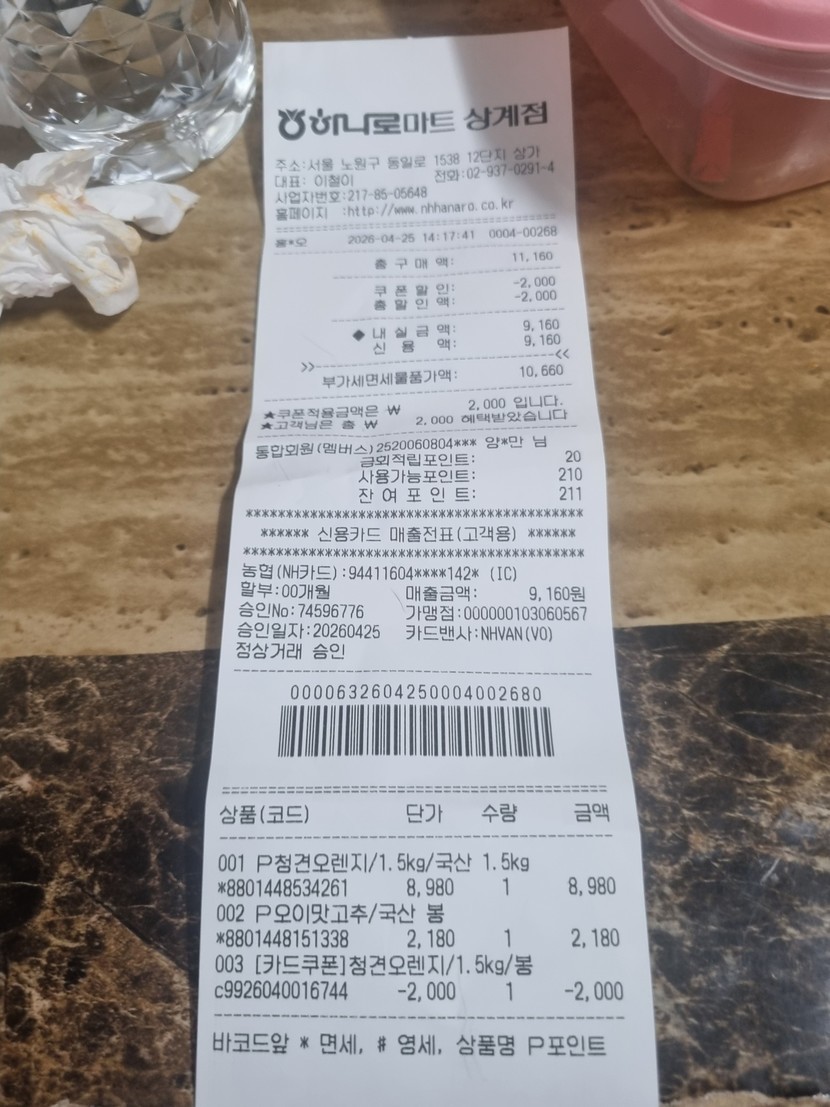 하나로마트 상계점
주소:서울 노원구 동일로 1538 12단지 상가
대표: 이철이 전화:02-937-0291-4
사업자번호:217-85-05648
홈페이지 :http://www.nhhanaro.co.kr
홍*모 2026-04-25 14:17:41 0004-00268
총 구 매 액: 11,160
쿠 폰 할 인: -2,000
총 할 인 액: -2,000
◆ 내 실 금 액: 9,160
신 용 액: 9,160
>> <<
부가세면세물품가액: 10,660
★쿠폰적용금액은 ₩ 2,000 입니다.
★고객님은 총 ₩ 2,000 혜택받았습니다
통합회원(멤버스)2520060804*** 양*만 님
금회적립포인트: 20
사용가능포인트: 210
잔 여 포 인 트: 211
****************************************
****** 신용카드 매출전표(고객용) ******
****************************************
농협(NH카드):94411604****142* (IC)
할부:00개월 매출금액: 9,160원
승인No:74596776 가맹점:000000103060567
승인일자:20260425 카드밴사:NHVAN(VO)
정상거래 승인
0000632604250004002680
상품(코드) 단가 수량 금액
001 P청견오렌지/1.5kg/국산 1.5kg
*8801448534261 8,980 1 8,980
002 P오이맛고추/국산 봉
*8801448151338 2,180 1 2,180
003 [카드쿠폰]청견오렌지/1.5kg/봉
c9926040016744 -2,000 1 -2,000
바코드앞 * 면세, # 영세, 상품명 P포인트